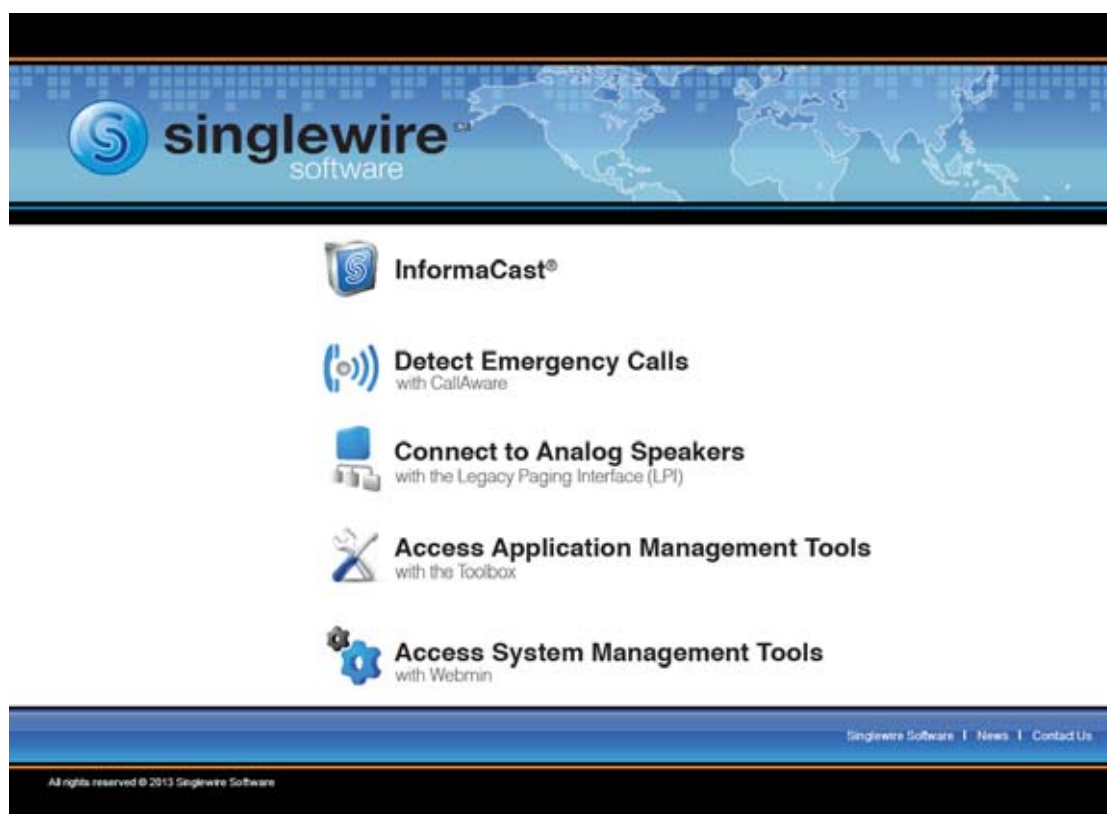 singlewire
software
InformaCast®
Detect Emergency Calls
with CallAware
Connect to Analog Speakers
with the Legacy Paging Interface (LPI)
Access Application Management Tools
with the Toolbox
Access System Management Tools
with Webmin
Singlewire Software | News | Contact Us
All rights reserved © 2013 Singlewire Software